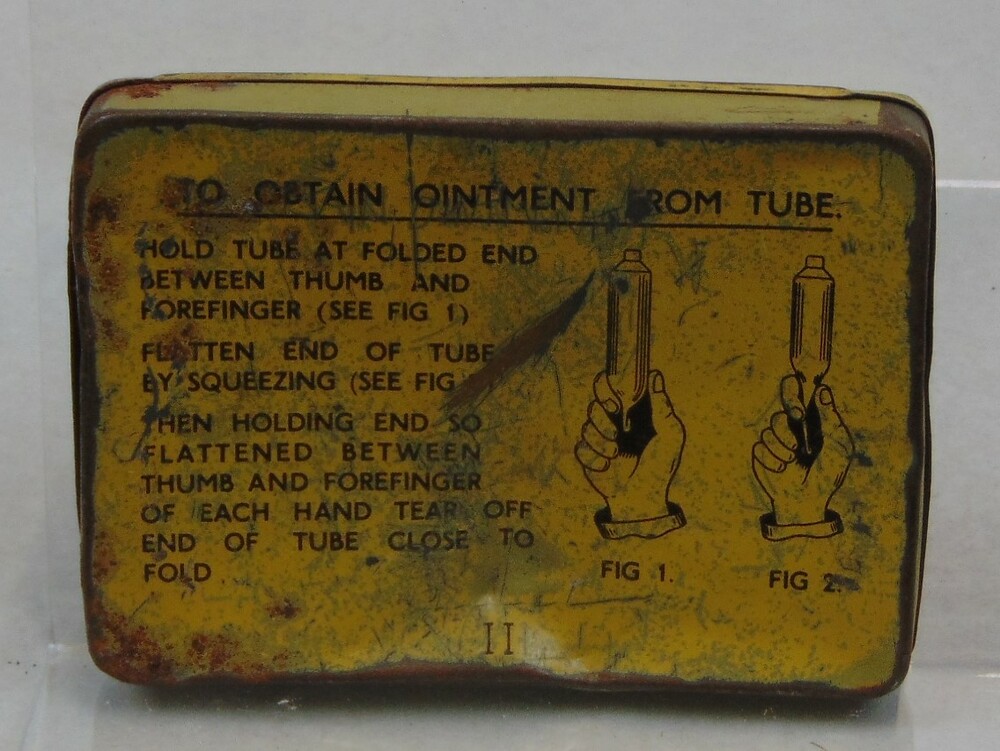 TO OBTAIN OINTMENT FROM TUBE.
HOLD TUBE AT FOLDED END
BETWEEN THUMB AND
FOREFINGER (SEE FIG 1)
FLATTEN END OF TUBE
BY SQUEEZING (SEE FIG
THEN HOLDING END SO
FLATTENED BETWEEN
THUMB AND FOREFINGER
OF EACH HAND TEAR OFF
END OF TUBE CLOSE TO
FOLD
FIG 1.
FIG 2.
II